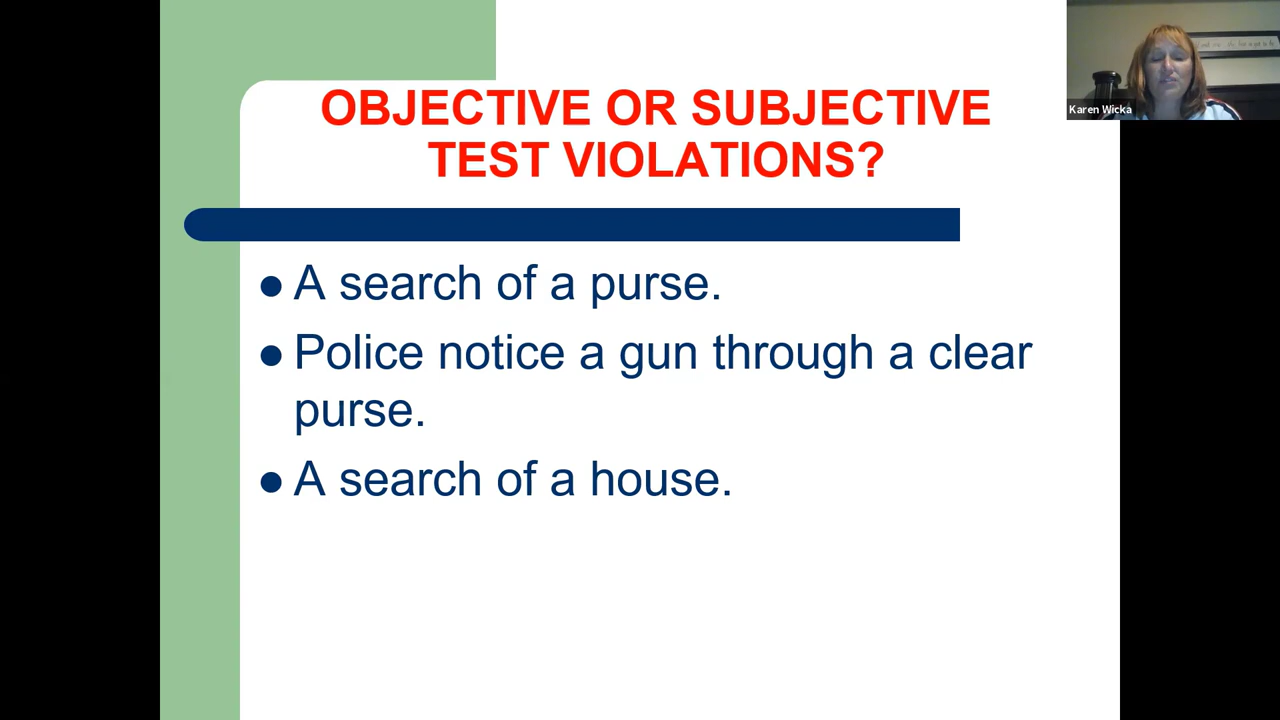 OBJECTIVE OR SUBJECTIVE
TEST VIOLATIONS?
Karen Wicka
A search of a purse.
Police notice a gun through a clear
purse.
A search of a house.